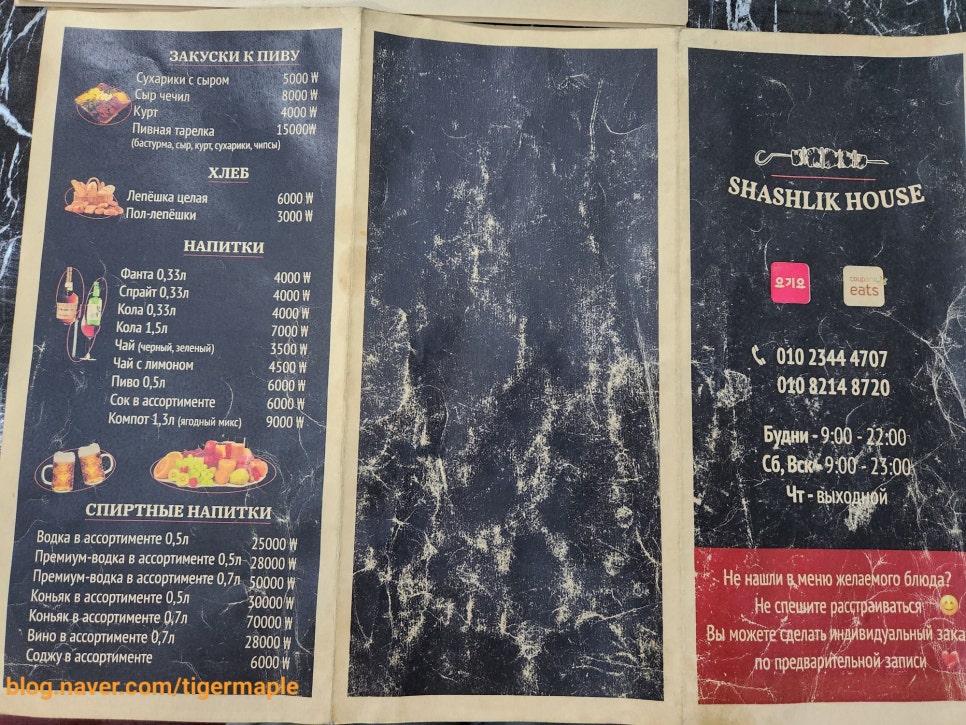 ЗАКУСКИ К ПИВУ
Сухарики с сыром 5000 ₩
Сыр чечил 8000 ₩
Курт 4000 ₩
Пивная тарелка 15000₩
(бастурма, сыр, курт, сухарики, чипсы)
ХЛЕБ
Лепёшка целая 6000 ₩
Пол-лепёшки 3000 ₩
НАПИТКИ
Фанта 0,33л 4000 ₩
Спрайт 0,33л 4000 ₩
Кола 0,33л 4000 ₩
Кола 1,5л 7000 ₩
Чай (черный, зеленый) 3500 ₩
Чай с лимоном 4500 ₩
Пиво 0,5л 6000 ₩
Сок в ассортименте 6000 ₩
Компот 1,3л (ягодный микс) 9000 ₩
СПИРТНЫЕ НАПИТКИ
Водка в ассортименте 0,5л 25000 ₩
Премиум-водка в ассортименте 0,5л 28000 ₩
Премиум-водка в ассортименте 0,7л 50000 ₩
Коньяк в ассортименте 0,5л 30000 ₩
Коньяк в ассортименте 0,7л 70000 ₩
Вино в ассортименте 0,7л 28000 ₩
Соджу в ассортименте 6000 ₩
blog.naver.com/tigermaple
SHASHLIK HOUSE
요기요
coupang
eats
010 2344 4707
010 8214 8720
Будни - 9:00 - 22:00
Сб, Вск - 9:00 - 23:00
Чт - выходной
Не нашли в меню желаемого блюда?
Не спешите расстраиваться 😊
Вы можете сделать индивидуальный зака
по предварительной записи